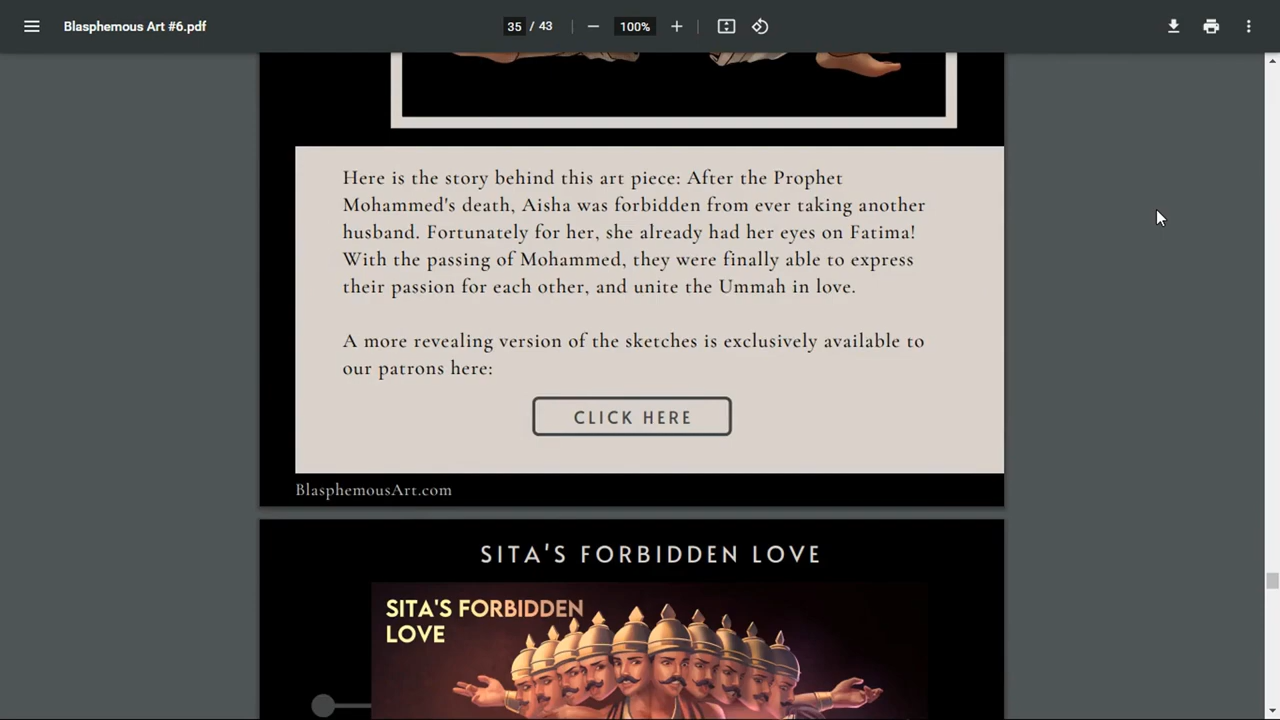 Blasphemous Art #6.pdf
35 / 43
100%
Here is the story behind this art piece: After the Prophet
Mohammed's death, Aisha was forbidden from ever taking another
husband. Fortunately for her, she already had her eyes on Fatima!
With the passing of Mohammed, they were finally able to express
their passion for each other, and unite the Ummah in love.
A more revealing version of the sketches is exclusively available to
our patrons here:
CLICK HERE
BlasphemousArt.com
SITA'S FORBIDDEN LOVE
SITA'S FORBIDDEN
LOVE